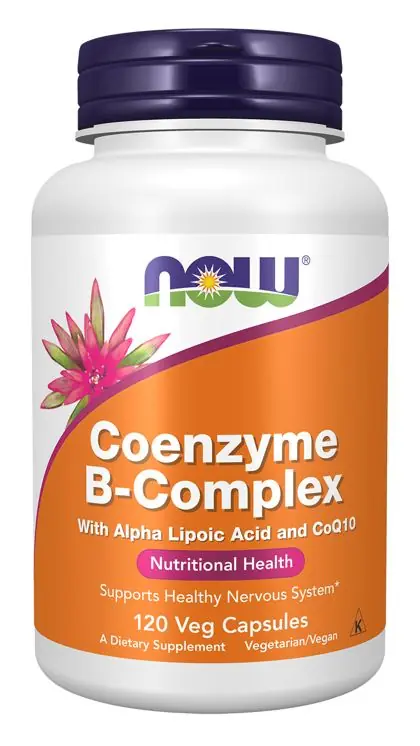 NOW®
Coenzyme
B-Complex
With Alpha Lipoic Acid and CoQ10
Nutritional Health
Supports Healthy Nervous System*
120 Veg Capsules
A Dietary Supplement Vegetarian/Vegan
K